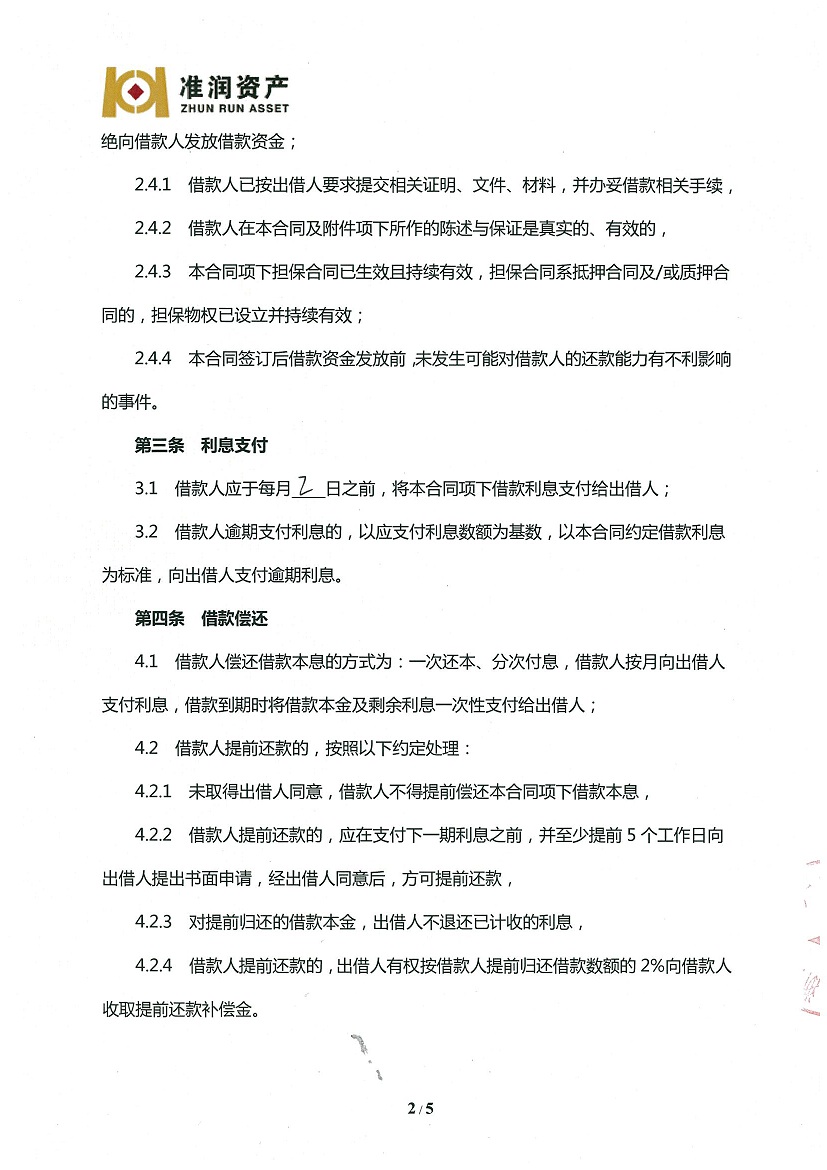 准润资产
ZHUN RUN ASSET
绝向借款人发放借款资金；
2.4.1 借款人已按出借人要求提交相关证明、文件、材料，并办妥借款相关手续，
2.4.2 借款人在本合同及附件项下所作的陈述与保证是真实的、有效的，
2.4.3 本合同项下担保合同已生效且持续有效，担保合同系抵押合同及/或质押合
同的，担保物权已设立并持续有效；
2.4.4 本合同签订后借款资金发放前，未发生可能对借款人的还款能力有不利影响
的事件。
第三条 利息支付
3.1 借款人应于每月 2 日之前，将本合同项下借款利息支付给出借人；
3.2 借款人逾期支付利息的，以应支付利息数额为基数，以本合同约定借款利息
为标准，向出借人支付逾期利息。
第四条 借款偿还
4.1 借款人偿还借款本息的方式为：一次还本、分次付息，借款人按月向出借人
支付利息，借款到期时将借款本金及剩余利息一次性支付给出借人；
4.2 借款人提前还款的，按照以下约定处理：
4.2.1 未取得出借人同意，借款人不得提前偿还本合同项下借款本息，
4.2.2 借款人提前还款的，应在支付下一期利息之前，并至少提前 5 个工作日向
出借人提出书面申请，经出借人同意后，方可提前还款，
4.2.3 对提前归还的借款本金，出借人不退还已计收的利息，
4.2.4 借款人提前还款的，出借人有权按借款人提前归还借款数额的 2%向借款人
收取提前还款补偿金。
2 / 5